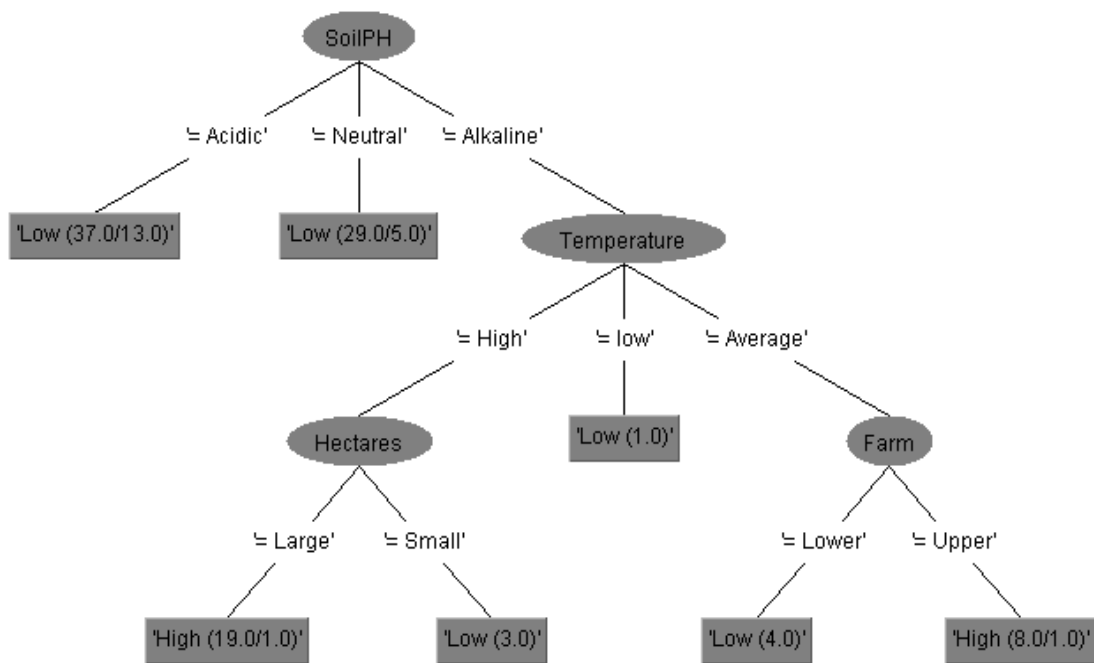 SoilPH
'= Acidic' '= Neutral' '= Alkaline'
'Low (37.0/13.0)' 'Low (29.0/5.0)' Temperature
'= High' '= low' '= Average'
Hectares 'Low (1.0)' Farm
'= Large' '= Small' '= Lower' '= Upper'
'High (19.0/1.0)' 'Low (3.0)' 'Low (4.0)' 'High (8.0/1.0)'